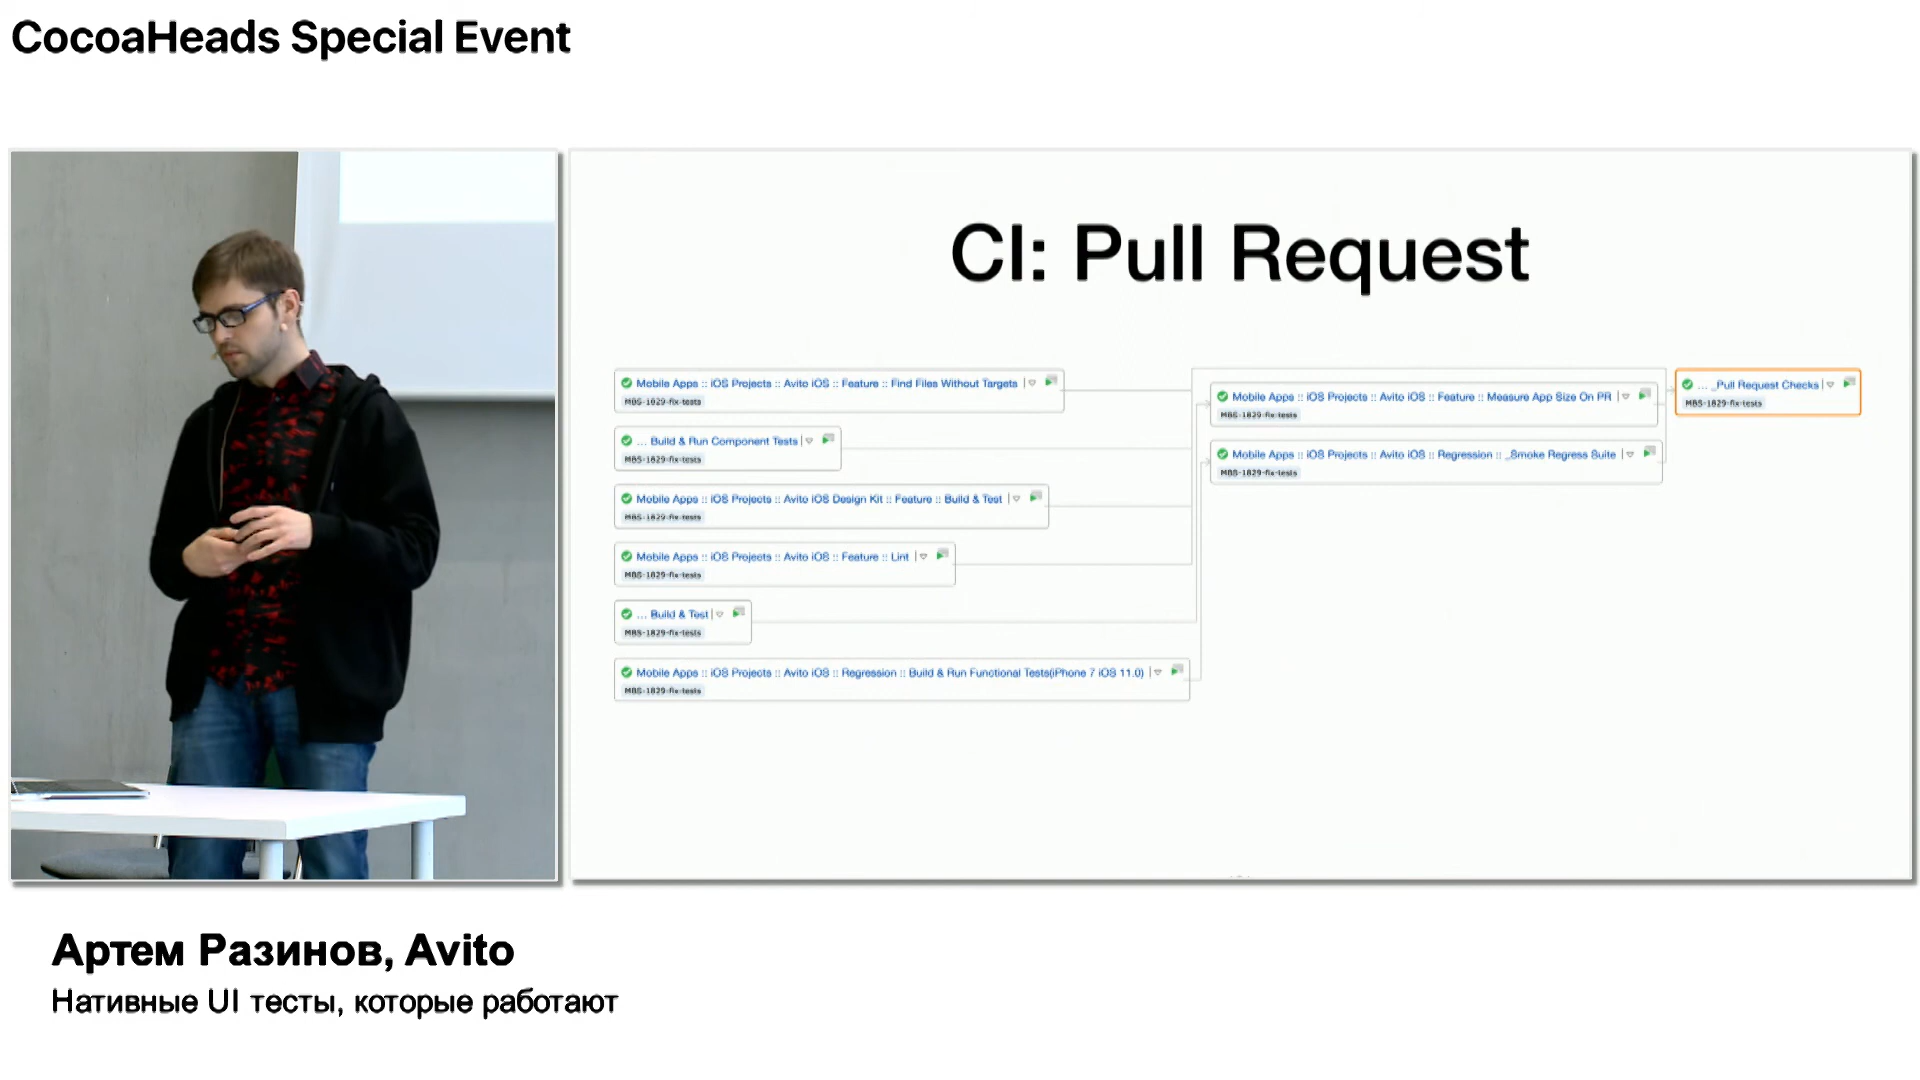 CocoaHeads Special Event
CI: Pull Request
Mobile Apps :: iOS Projects :: Avito iOS :: Feature :: Find Files Without Targets
MBS-1829-fix-tests
... Build & Run Component Tests
MBS-1829-fix-tests
Mobile Apps :: iOS Projects :: Avito iOS Design Kit :: Feature :: Build & Test
MBS-1829-fix-tests
Mobile Apps :: iOS Projects :: Avito iOS :: Feature :: Lint
MBS-1829-fix-tests
... Build & Test
MBS-1829-fix-tests
Mobile Apps :: iOS Projects :: Avito iOS :: Regression :: Build & Run Functional Tests(iPhone 7 iOS 11.0)
MBS-1829-fix-tests
Mobile Apps :: iOS Projects :: Avito iOS :: Feature :: Measure App Size On PR
MBS-1829-fix-tests
Mobile Apps :: iOS Projects :: Avito iOS :: Regression :: _Smoke Regress Suite
MBS-1829-fix-tests
... _Pull Request Checks
MBS-1829-fix-tests
Артем Разинов, Avito
Нативные UI тесты, которые работают